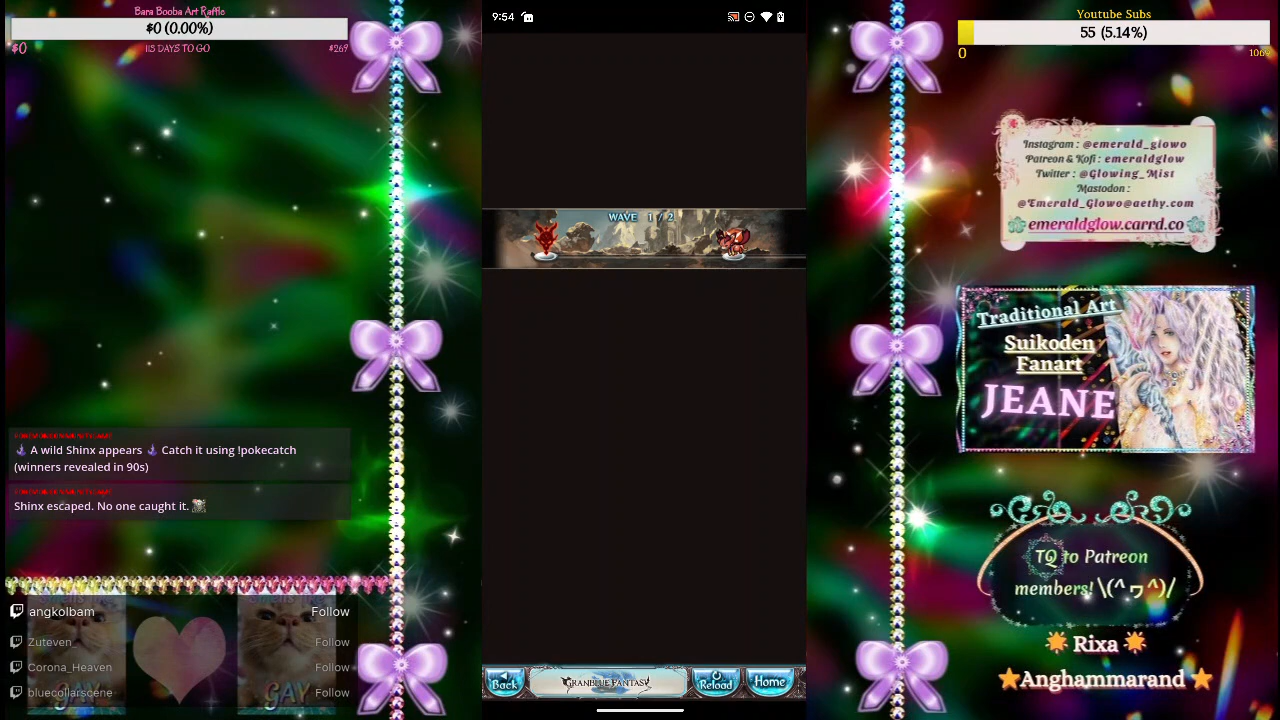 Bara Booba Art Raffle
$0 (0.00%)
$0
113 DAYS TO GO
$269
A wild Shinx appears Catch it using !pokecatch
(winners revealed in 90s)
Shinx escaped. No one caught it.
angkolbam Follow
Zuteven_ Follow
Corona_Heaven Follow
bluecollarscene Follow
GAY
GAY
9:54
WAVE 1 / 2
Back
GRANBLUE FANTASY
Reload
Home
Youtube Subs
55 (5.14%)
0
1069
Instagram : @emerald_glowo
Patreon & Kofi : emeraldglow
Twitter : @Glowing_Mist
Mastodon :
@Emerald_Glowo@aethy.com
emeraldglow.carrd.co
Traditional Art
Suikoden
Fanart
JEANE
TQ to Patreon
members! \(^ヮ^)/
Rixa
Anghammarand